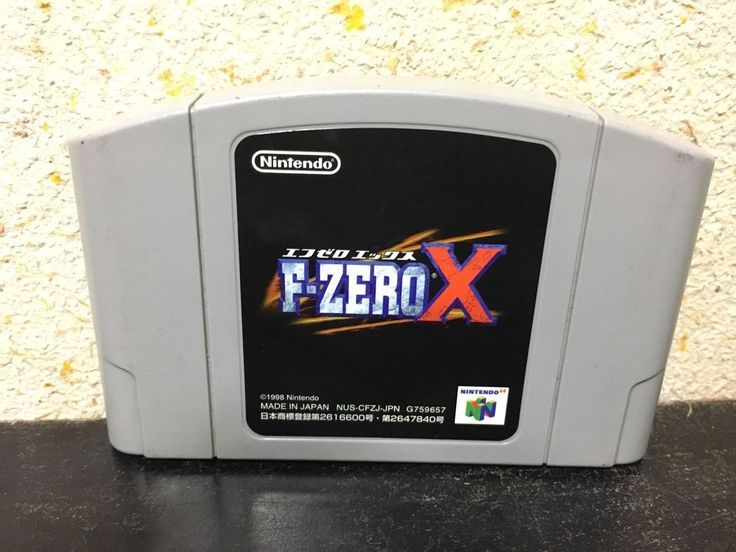 Nintendo
エフゼロ エックス
F-ZERO X
©1998 Nintendo
MADE IN JAPAN NUS-CFZJ-JPN G759657
日本商標登録第2616600号・第2647840号
NINTENDO 64